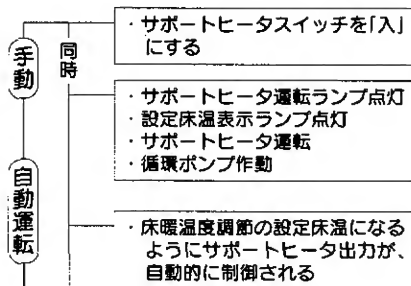 手動
同時
・サポートヒータスイッチを「入」
にする
・サポートヒータ運転ランプ点灯
・設定床温表示ランプ点灯
・サポートヒータ運転
・循環ポンプ作動
自動運転
・床暖温度調節の設定床温になる
ようにサポートヒータ出力が、
自動的に制御される